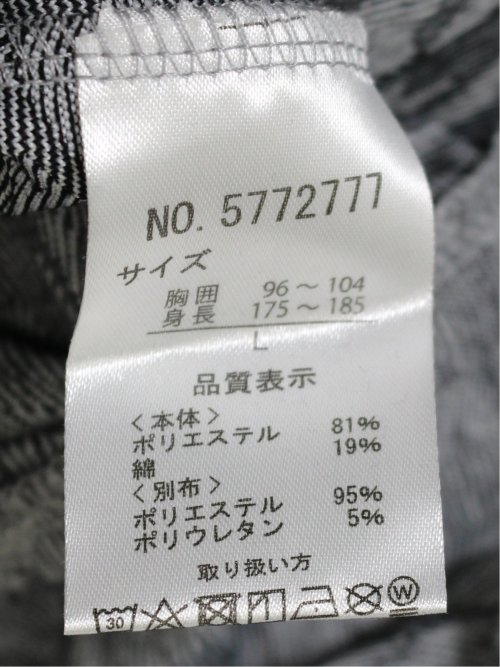 NO. 5772777
サイズ
胸囲 96～104
身長 175～185
L
品質表示
＜本体＞
ポリエステル 81%
綿 19%
＜別布＞
ポリエステル 95%
ポリウレタン 5%
取り扱い方
30 W